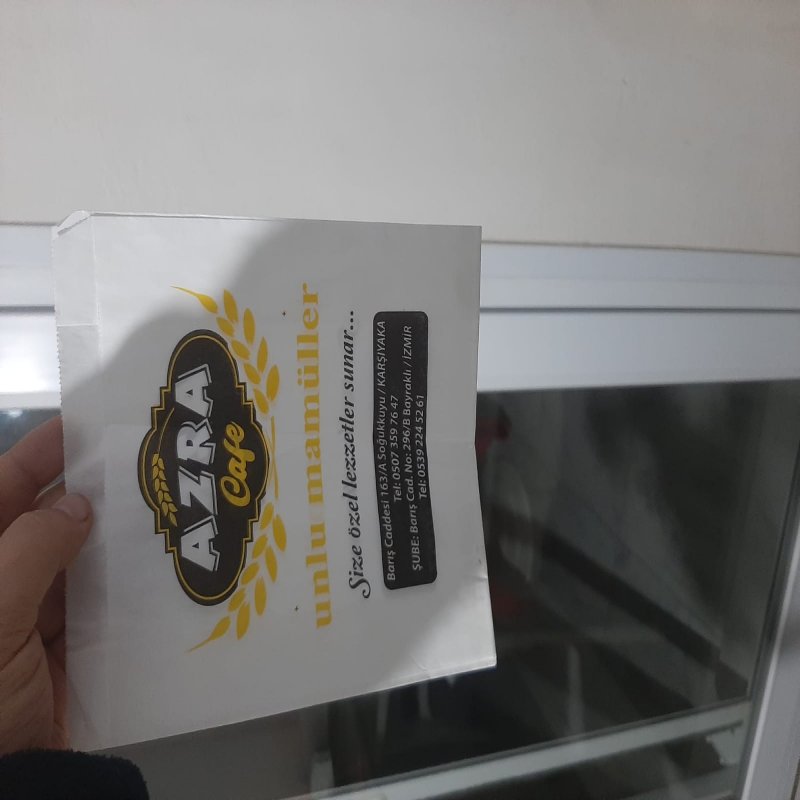 AZRA
Cafe
unlu mamüller
Size özel lezzetler sunar...
Barış Caddesi 163/A Soğukkuyu / KARŞIYAKA
Tel: 0507 359 76 47
ŞUBE: Barış Cad. No: 296/B Bayraklı / İZMİR
Tel: 0539 224 52 61